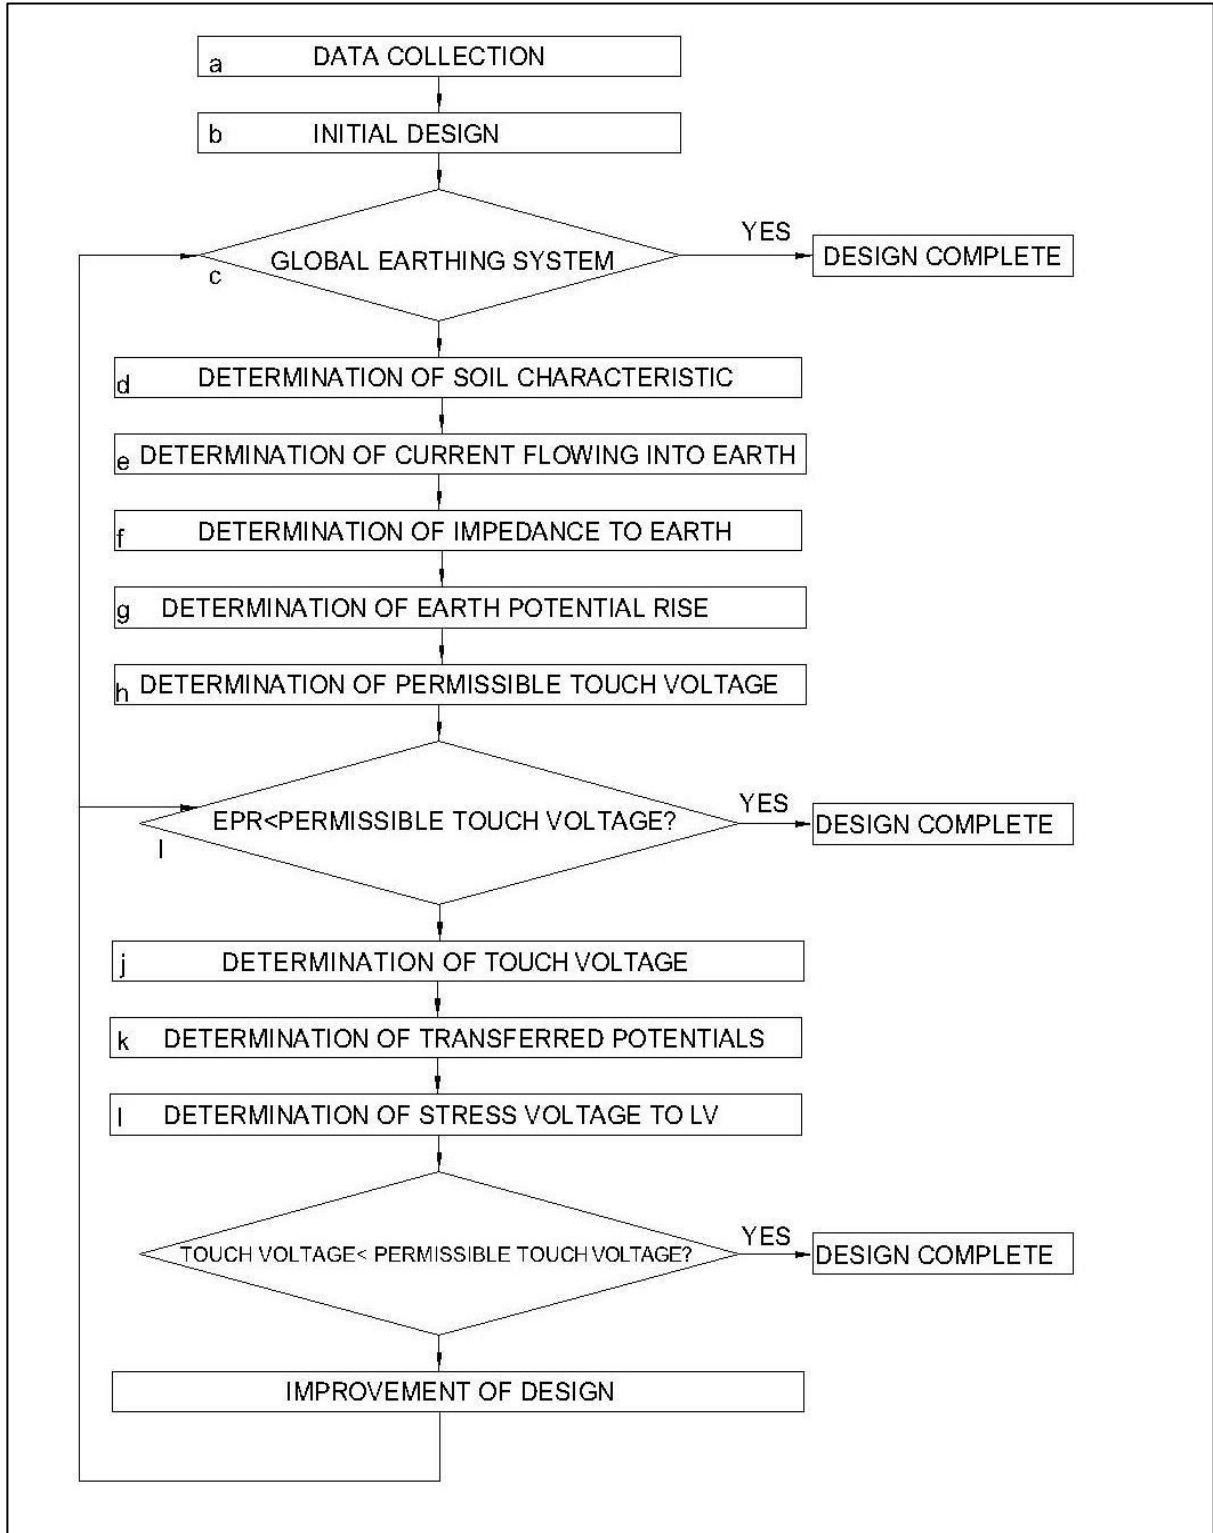 a DATA COLLECTION
b INITIAL DESIGN
GLOBAL EARTHING SYSTEM
c
YES
DESIGN COMPLETE
d DETERMINATION OF SOIL CHARACTERISTIC
e DETERMINATION OF CURRENT FLOWING INTO EARTH
f DETERMINATION OF IMPEDANCE TO EARTH
g DETERMINATION OF EARTH POTENTIAL RISE
h DETERMINATION OF PERMISSIBLE TOUCH VOLTAGE
EPR<PERMISSIBLE TOUCH VOLTAGE?
I
YES
DESIGN COMPLETE
j DETERMINATION OF TOUCH VOLTAGE
k DETERMINATION OF TRANSFERRED POTENTIALS
l DETERMINATION OF STRESS VOLTAGE TO LV
TOUCH VOLTAGE< PERMISSIBLE TOUCH VOLTAGE?
YES
DESIGN COMPLETE
IMPROVEMENT OF DESIGN